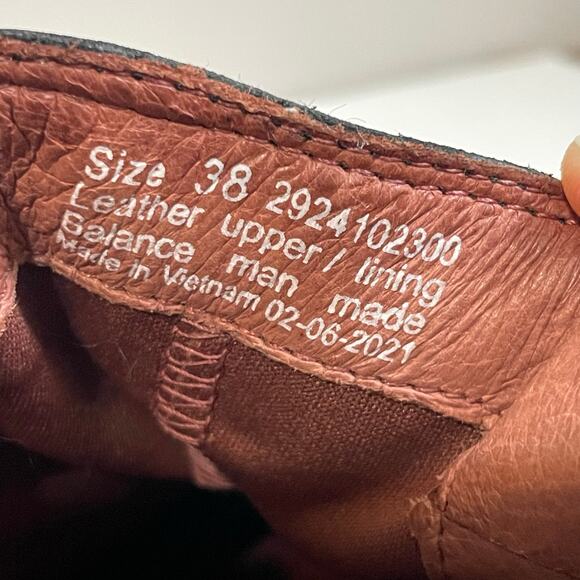 Size 38 2924102300
Leather upper / lining
Balance man made
Made in Vietnam 02-06-2021